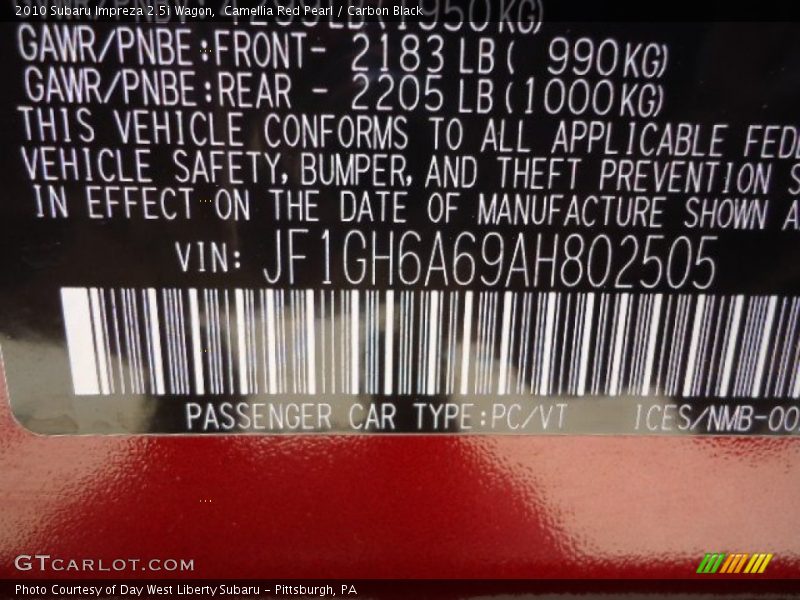 2010 Subaru Impreza 2.5i Wagon, Camellia Red Pearl / Carbon Black
GAWR/PNBE:FRONT- 2183 LB( 990KG)
GAWR/PNBE:REAR - 2205 LB(1000KG)
THIS VEHICLE CONFORMS TO ALL APPLICABLE FEDE
VEHICLE SAFETY, BUMPER, AND THEFT PREVENTION S
IN EFFECT ON THE DATE OF MANUFACTURE SHOWN A
VIN: JF1GH6A69AH802505
PASSENGER CAR TYPE:PC/VT ICES/NMB-00
GTCARLOT.COM
Photo Courtesy of Day West Liberty Subaru - Pittsburgh, PA